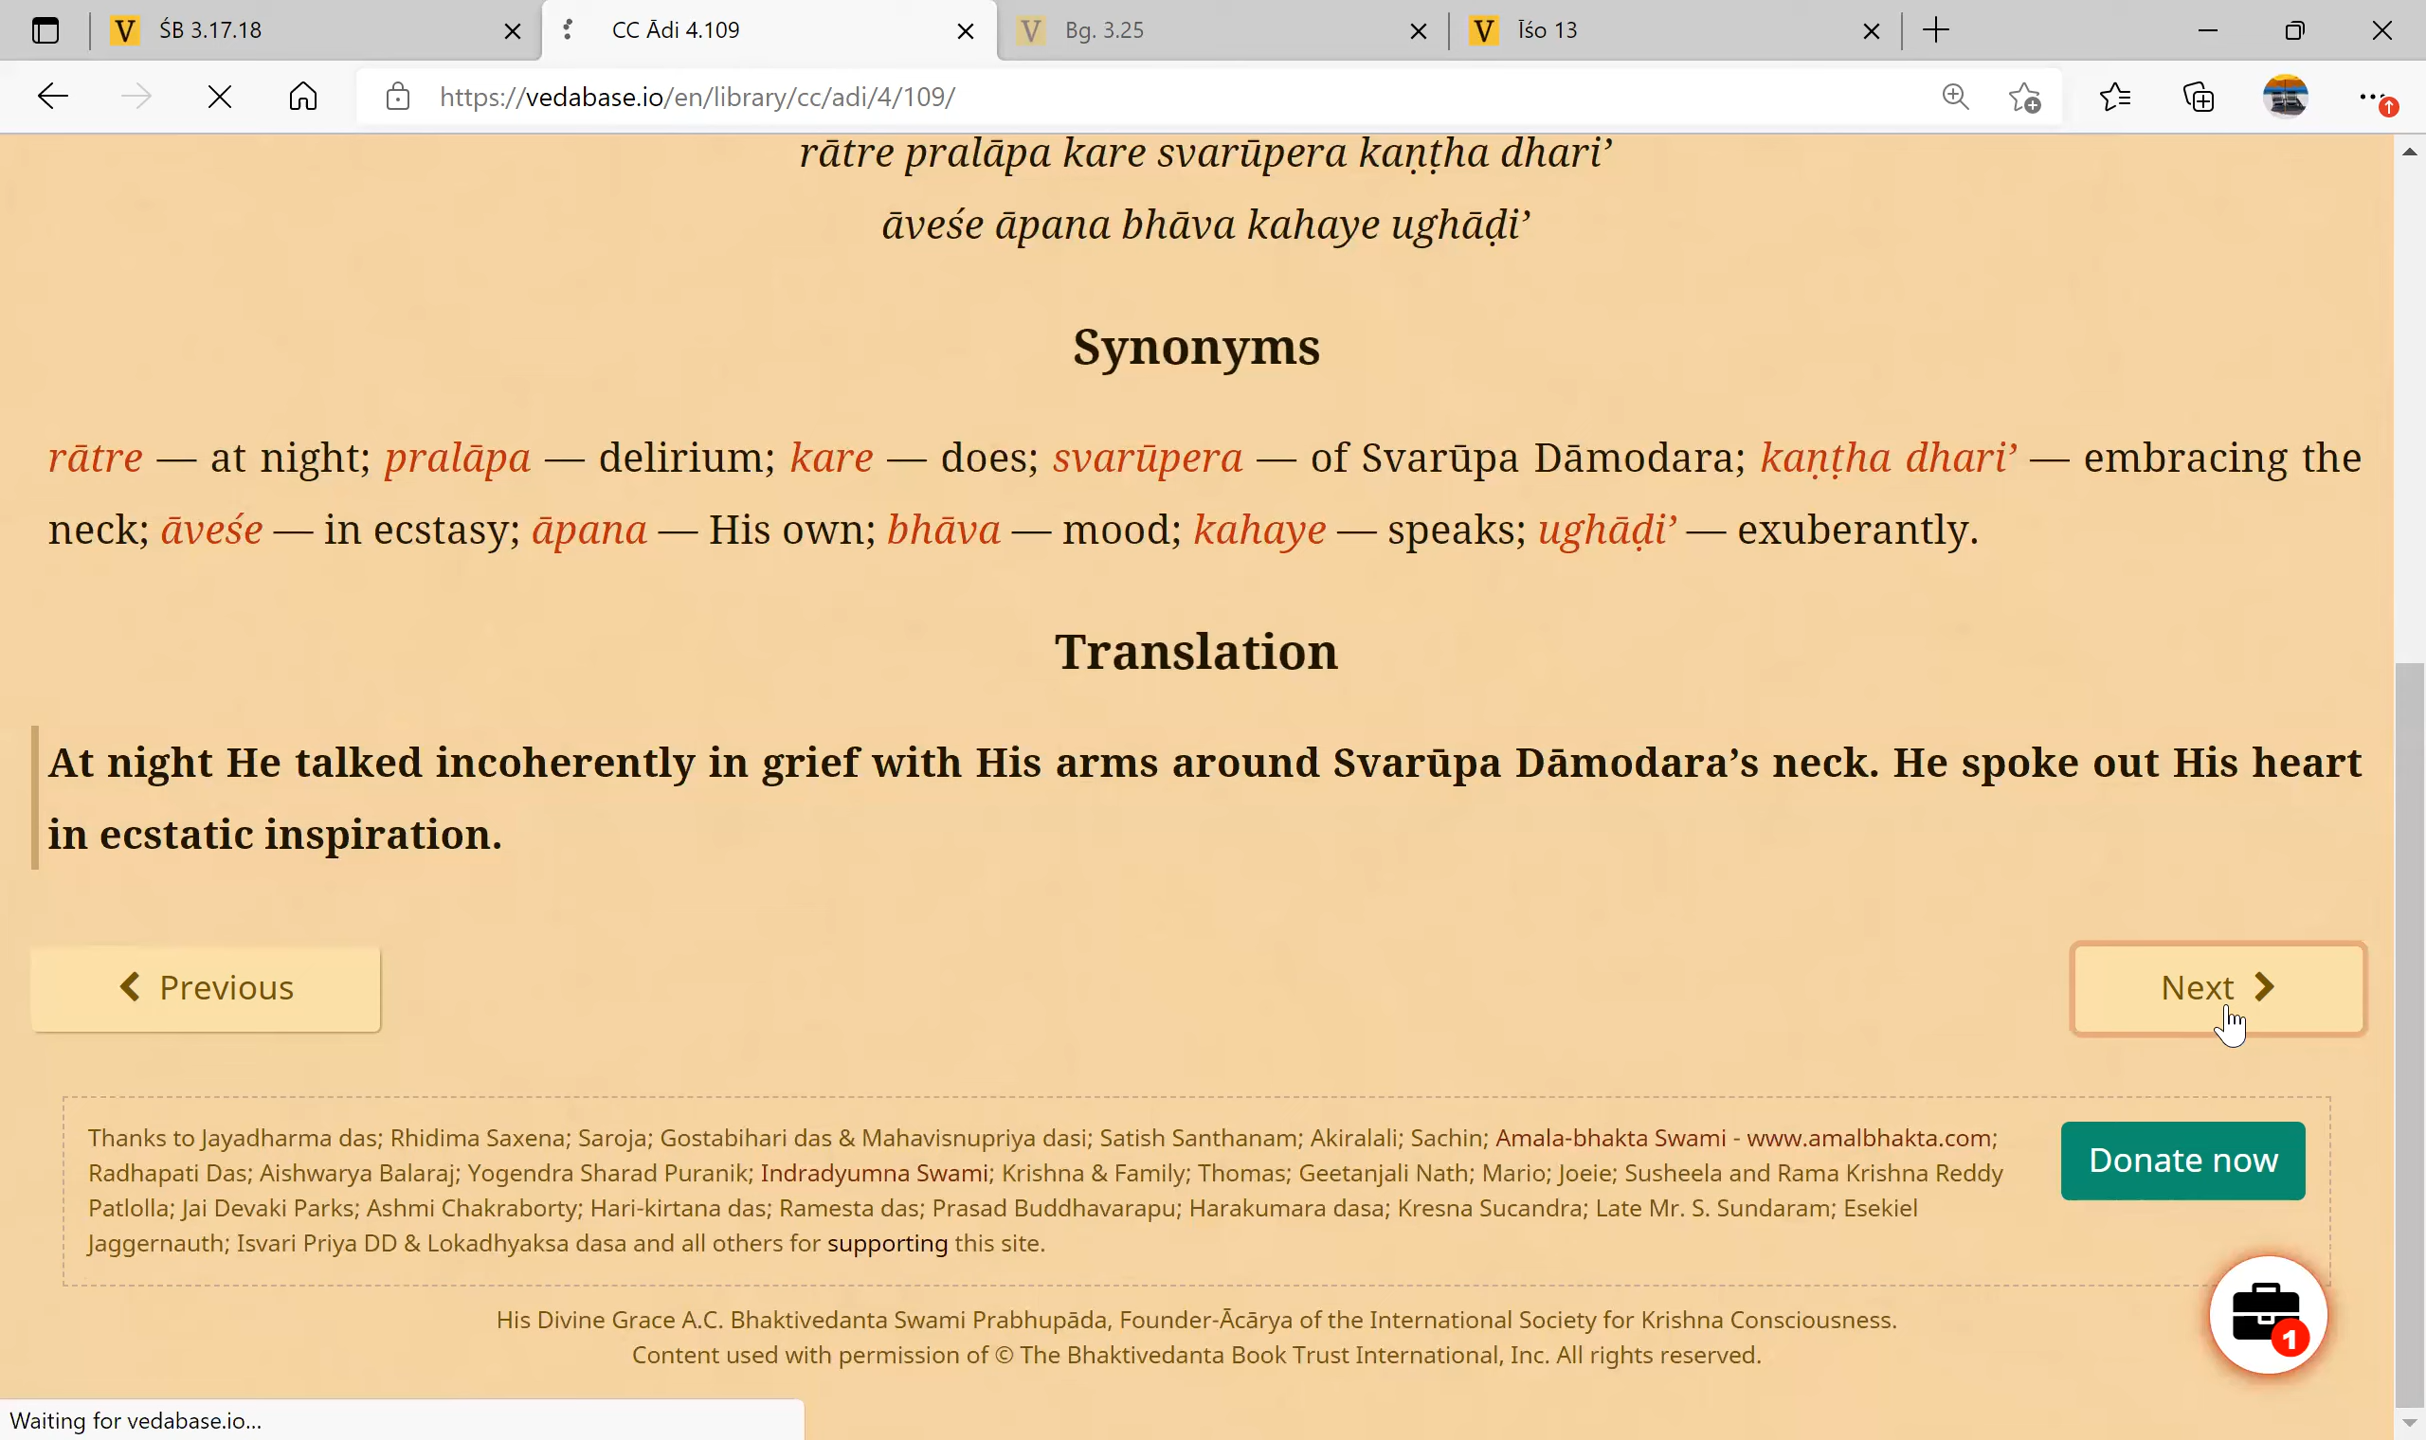 ŚB 3.17.18
CC Ādi 4.109
Bg. 3.25
Īśo 13
https://vedabase.io/en/library/cc/adi/4/109/
rātre pralāpa kare svarūpera kaṇṭha dhari’
āveśe āpana bhāva kahaye ughāḍi’
Synonyms
rātre — at night; pralāpa — delirium; kare — does; svarūpera — of Svarūpa Dāmodara; kaṇṭha dhari’ — embracing the
neck; āveśe — in ecstasy; āpana — His own; bhāva — mood; kahaye — speaks; ughāḍi’ — exuberantly.
Translation
At night He talked incoherently in grief with His arms around Svarūpa Dāmodara’s neck. He spoke out His heart
in ecstatic inspiration.
Previous
Next
Thanks to Jayadharma das; Rhidima Saxena; Saroja; Gostabihari das & Mahavisnupriya dasi; Satish Santhanam; Akiralali; Sachin; Amala-bhakta Swami - www.amalbhakta.com;
Radhapati Das; Aishwarya Balaraj; Yogendra Sharad Puranik; Indradyumna Swami; Krishna & Family; Thomas; Geetanjali Nath; Mario; Joeie; Susheela and Rama Krishna Reddy
Patlolla; Jai Devaki Parks; Ashmi Chakraborty; Hari-kirtana das; Ramesta das; Prasad Buddhavarapu; Harakumara dasa; Kresna Sucandra; Late Mr. S. Sundaram; Esekiel
Jaggernauth; Isvari Priya DD & Lokadhyaksa dasa and all others for supporting this site.
Donate now
1
His Divine Grace A.C. Bhaktivedanta Swami Prabhupāda, Founder-Ācārya of the International Society for Krishna Consciousness.
Content used with permission of © The Bhaktivedanta Book Trust International, Inc. All rights reserved.
Waiting for vedabase.io...